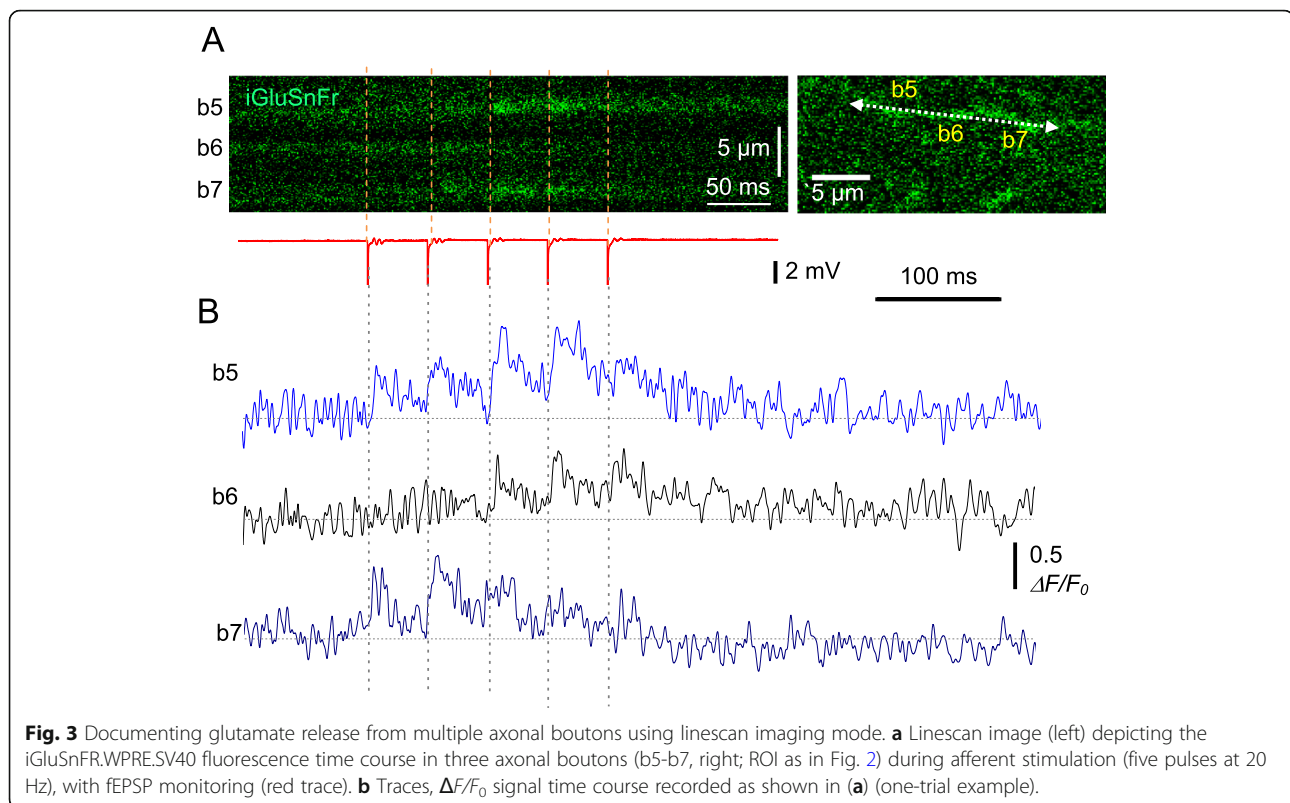 A
iGluSnFr
b5
b6
b7
5 µm
50 ms
b5
b6
b7
5 µm
2 mV
100 ms
B
b5
b6
b7
0.5
ΔF/F0
Fig. 3 Documenting glutamate release from multiple axonal boutons using linescan imaging mode. a Linescan image (left) depicting the
iGluSnFR.WPRE.SV40 fluorescence time course in three axonal boutons (b5-b7, right; ROI as in Fig. 2) during afferent stimulation (five pulses at 20
Hz), with fEPSP monitoring (red trace). b Traces, ΔF/F0 signal time course recorded as shown in (a) (one-trial example).